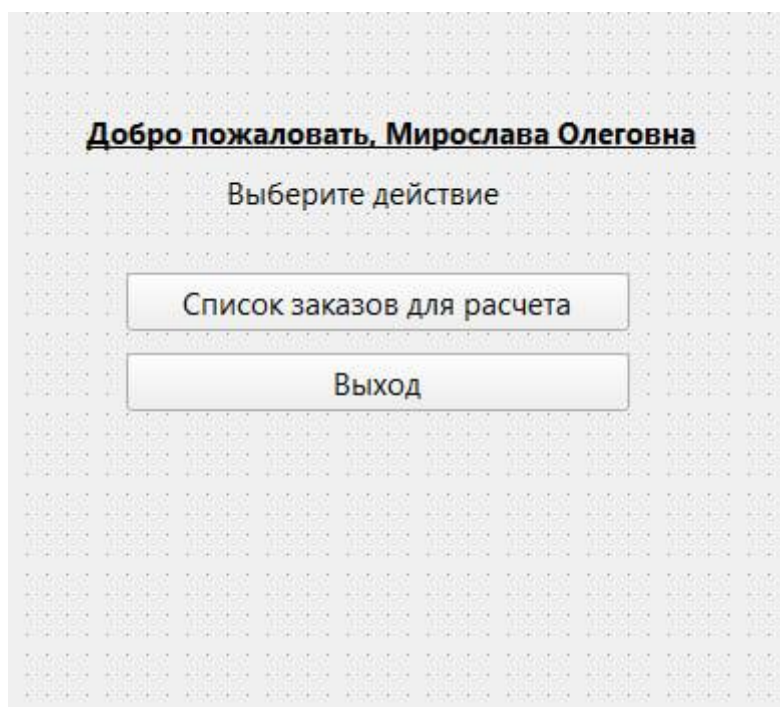 Добро пожаловать, Мирослава Олеговна
Выберите действие
Список заказов для расчета
Выход